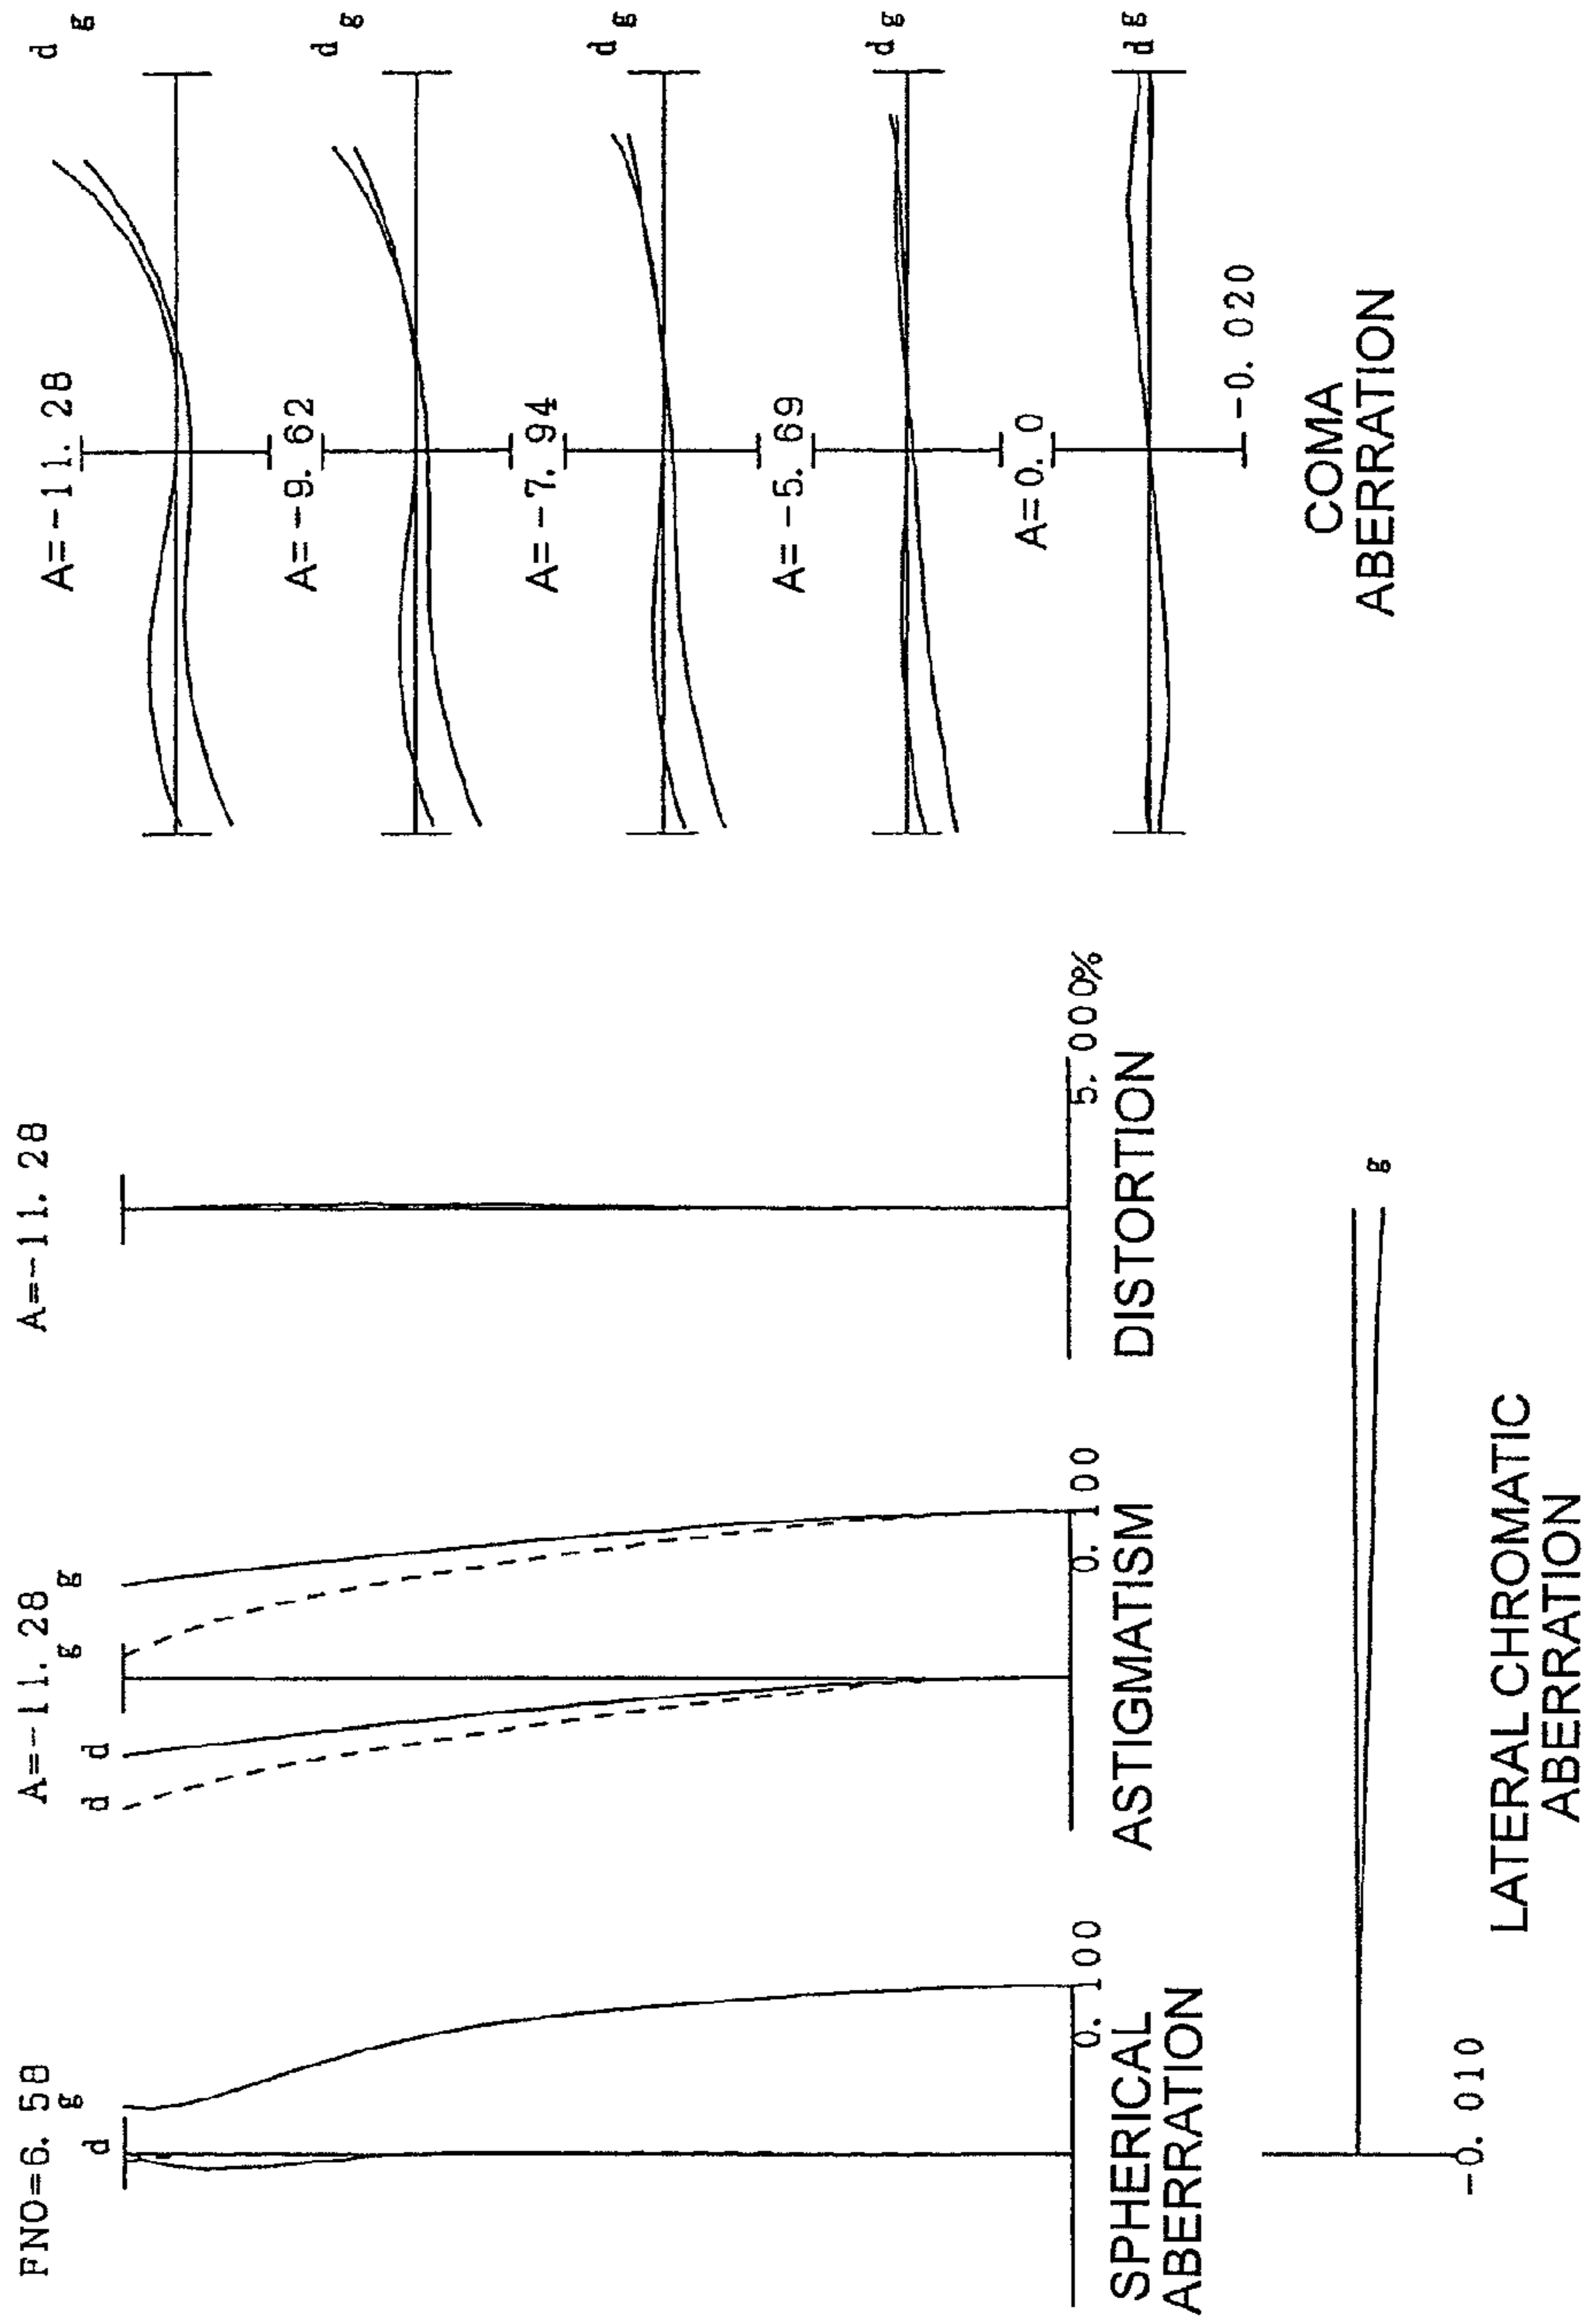 FNO=6. 58
g
d
0. 100
SPHERICAL
ABERRATION
A=-11. 28
g
g
d
d
0. 100
ASTIGMATISM
A=-11. 28
5. 000%
DISTORTION
g
-0. 010
LATERAL CHROMATIC
ABERRATION
A=-11. 28
d
g
A=-9. 62
d
g
A=-7. 94
d
g
A=-5. 69
d
g
A=0. 0
d
g
-0. 020
COMA
ABERRATION